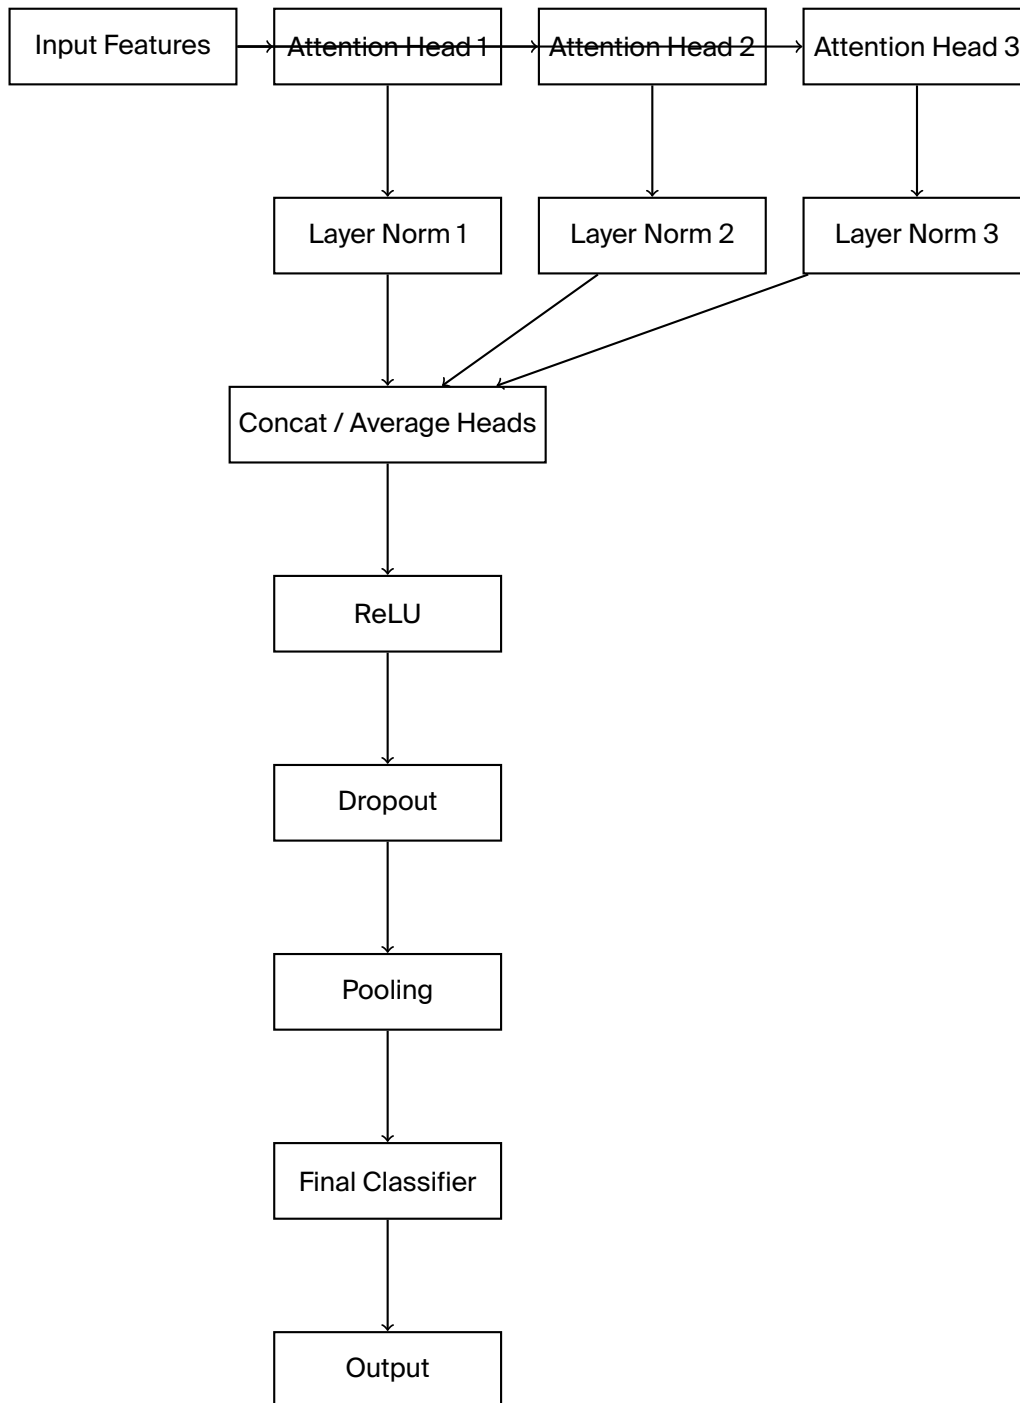 Input Features
Attention Head 1
Attention Head 2
Attention Head 3
Layer Norm 1
Layer Norm 2
Layer Norm 3
Concat / Average Heads
ReLU
Dropout
Pooling
Final Classifier
Output